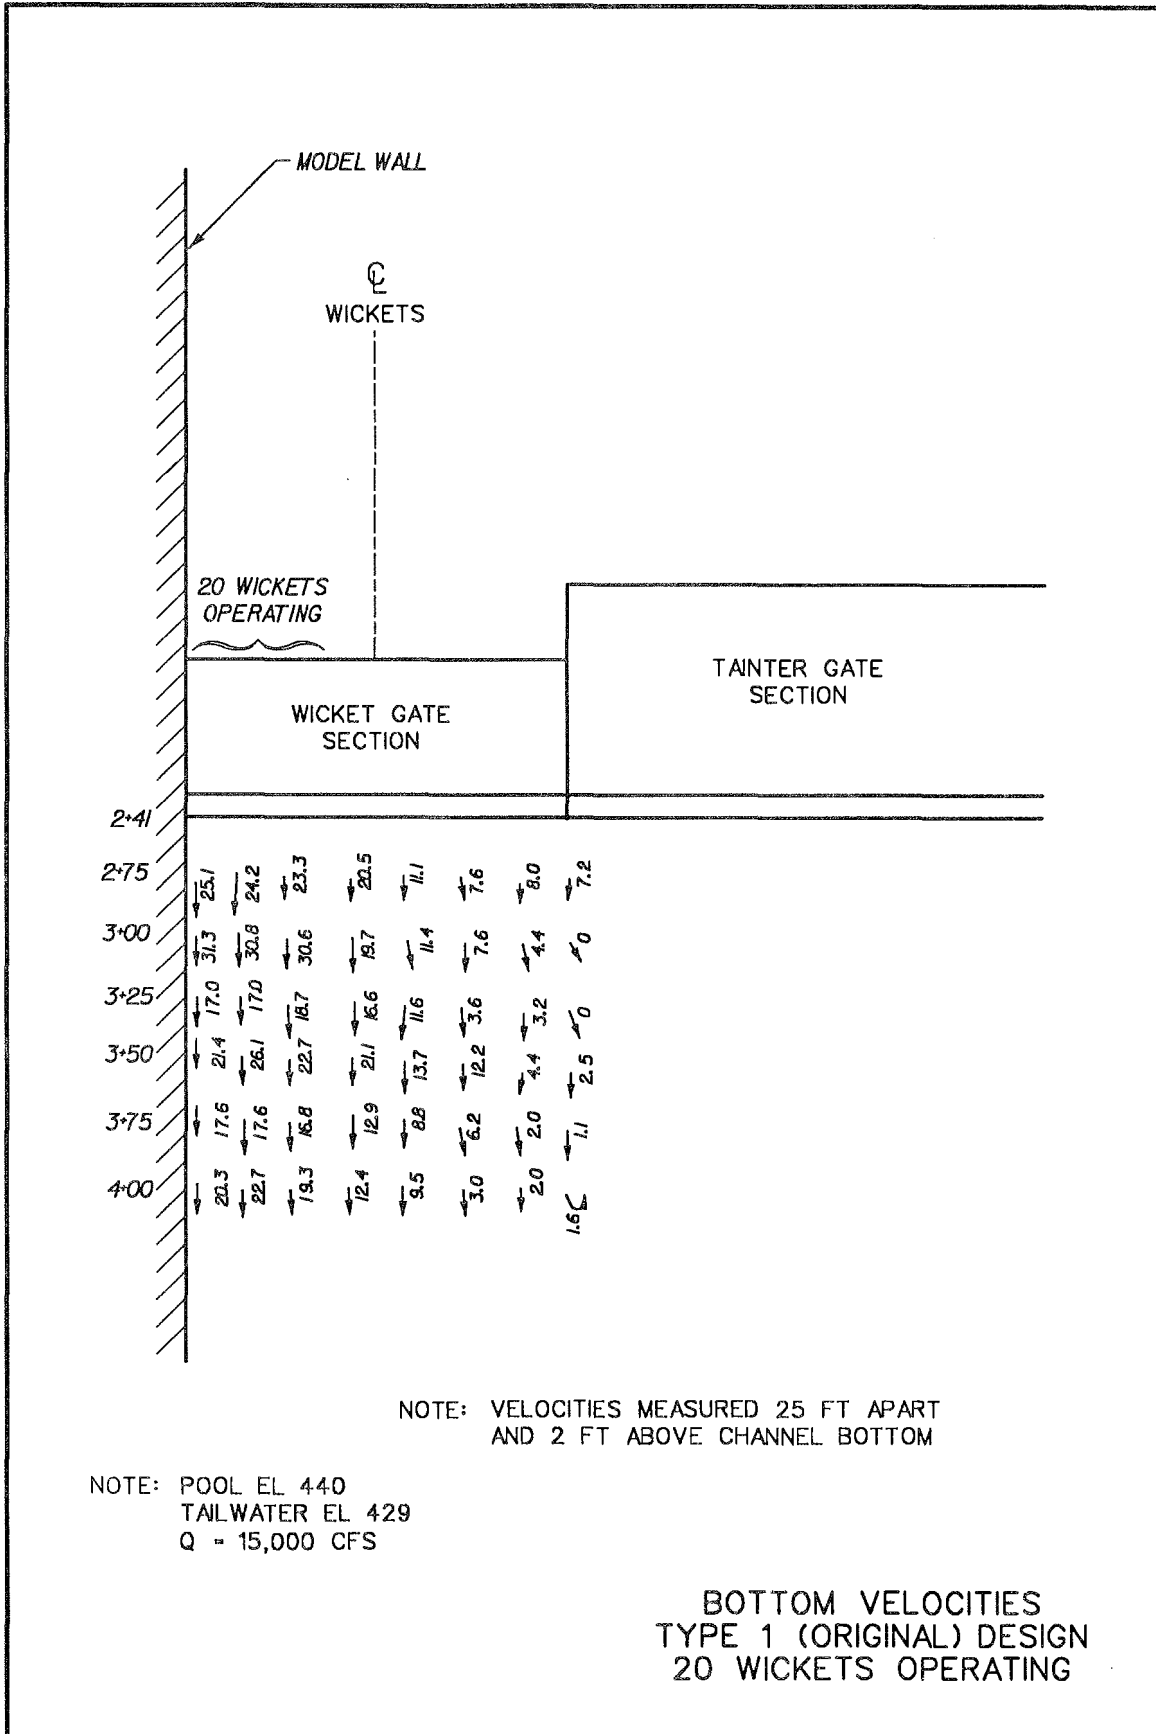 MODEL WALL
℄
WICKETS
20 WICKETS
OPERATING
TAINTER GATE
SECTION
WICKET GATE
SECTION
2+41
2+75 25.1 24.2 23.3 20.5 11.1 7.6 8.0 7.2
3+00 31.3 30.8 30.6 19.7 11.4 7.6 4.4 0
3+25 17.0 17.0 18.7 16.6 11.6 3.6 3.2 0
3+50 21.4 26.1 22.7 21.1 13.7 12.2 4.4 2.5
3+75 17.6 17.6 16.8 12.9 8.8 6.2 2.0 1.1
4+00 20.3 22.7 19.3 12.4 9.5 3.0 2.0 1.6
NOTE: VELOCITIES MEASURED 25 FT APART
AND 2 FT ABOVE CHANNEL BOTTOM
NOTE: POOL EL 440
TAILWATER EL 429
Q = 15,000 CFS
BOTTOM VELOCITIES
TYPE 1 (ORIGINAL) DESIGN
20 WICKETS OPERATING